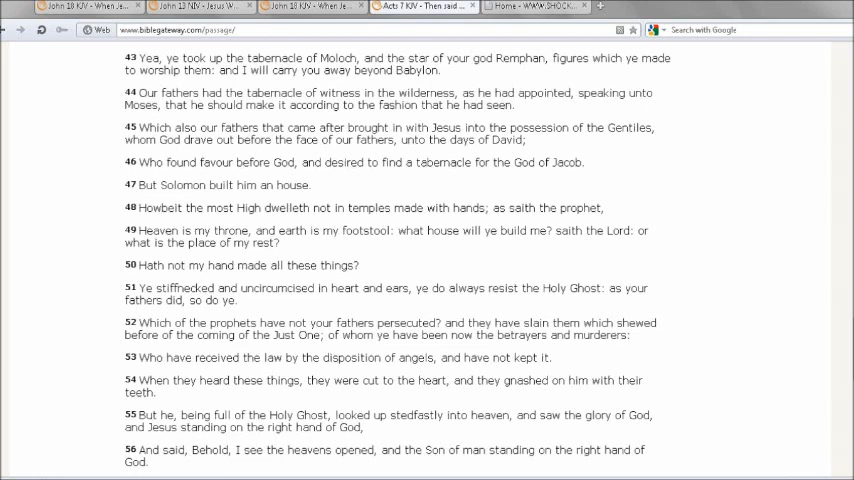 John 18 KJV - When Je...
John 13 NIV - Jesus W...
John 18 KJV - When Je...
Acts 7 KJV - Then said ...
Home - WWW.SHOCK...
Web
www.biblegateway.com/passage/
Search with Google
43 Yea, ye took up the tabernacle of Moloch, and the star of your god Remphan, figures which ye made
to worship them: and I will carry you away beyond Babylon.
44 Our fathers had the tabernacle of witness in the wilderness, as he had appointed, speaking unto
Moses, that he should make it according to the fashion that he had seen.
45 Which also our fathers that came after brought in with Jesus into the possession of the Gentiles,
whom God drave out before the face of our fathers, unto the days of David;
46 Who found favour before God, and desired to find a tabernacle for the God of Jacob.
47 But Solomon built him an house.
48 Howbeit the most High dwelleth not in temples made with hands; as saith the prophet,
49 Heaven is my throne, and earth is my footstool: what house will ye build me? saith the Lord: or
what is the place of my rest?
50 Hath not my hand made all these things?
51 Ye stiffnecked and uncircumcised in heart and ears, ye do always resist the Holy Ghost: as your
fathers did, so do ye.
52 Which of the prophets have not your fathers persecuted? and they have slain them which shewed
before of the coming of the Just One; of whom ye have been now the betrayers and murderers:
53 Who have received the law by the disposition of angels, and have not kept it.
54 When they heard these things, they were cut to the heart, and they gnashed on him with their
teeth.
55 But he, being full of the Holy Ghost, looked up stedfastly into heaven, and saw the glory of God,
and Jesus standing on the right hand of God,
56 And said, Behold, I see the heavens opened, and the Son of man standing on the right hand of
God.